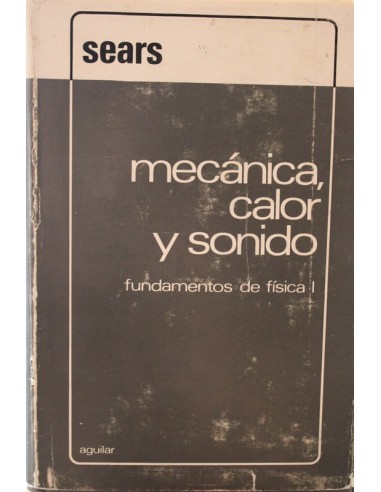 sears
mecánica,
calor
y sonido
fundamentos de física I
aguilar